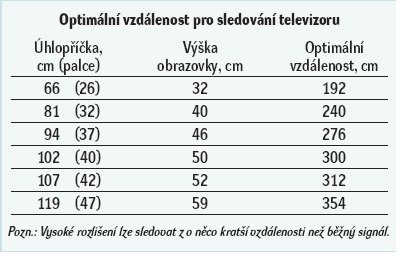 Optimální vzdálenost pro sledování televizoru
Úhlopříčka, cm (palce) Výška obrazovky, cm Optimální vzdálenost, cm
66 (26) 32 192
81 (32) 40 240
94 (37) 46 276
102 (40) 50 300
107 (42) 52 312
119 (47) 59 354
Pozn.: Vysoké rozlišení lze sledovat z o něco kratší vzdálenosti než běžný signál.